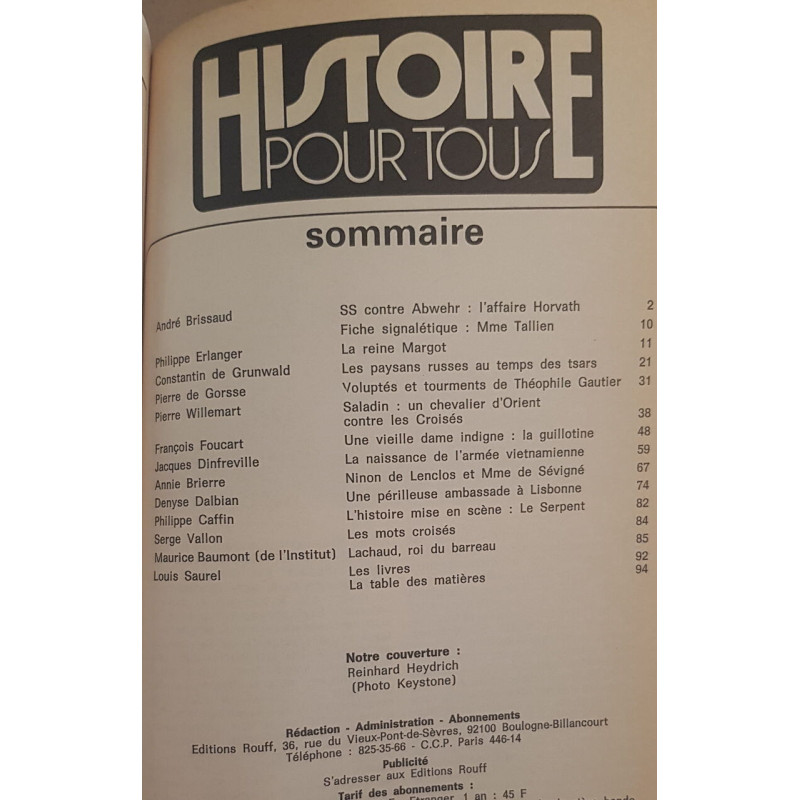 HISTOIRE
POUR TOUS
sommaire
André Brissaud SS contre Abwehr : l'affaire Horvath 2
Fiche signalétique : Mme Tallien 10
Philippe Erlanger La reine Margot 11
Constantin de Grunwald Les paysans russes au temps des tsars 21
Pierre de Gorsse Voluptés et tourments de Théophile Gautier 31
Pierre Willemart Saladin : un chevalier d'Orient
contre les Croisés 38
François Foucart Une vieille dame indigne : la guillotine 48
Jacques Dinfreville La naissance de l'armée vietnamienne 59
Annie Brierre Ninon de Lenclos et Mme de Sévigné 67
Denyse Dalbian Une périlleuse ambassade à Lisbonne 74
Philippe Caffin L'histoire mise en scène : Le Serpent 82
Serge Vallon Les mots croisés 84
Maurice Baumont (de l'Institut) Lachaud, roi du barreau 85
Louis Saurel Les livres 92
La table des matières 94
Notre couverture :
Reinhard Heydrich
(Photo Keystone)
Rédaction - Administration - Abonnements
Editions Rouff, 36, rue du Vieux-Pont-de-Sèvres, 92100 Boulogne-Billancourt
Téléphone : 825-35-66 - C.C.P. Paris 446-14
Publicité
S'adresser aux Editions Rouff
Tarif des abonnements :
Etranger 1 an : 45 F